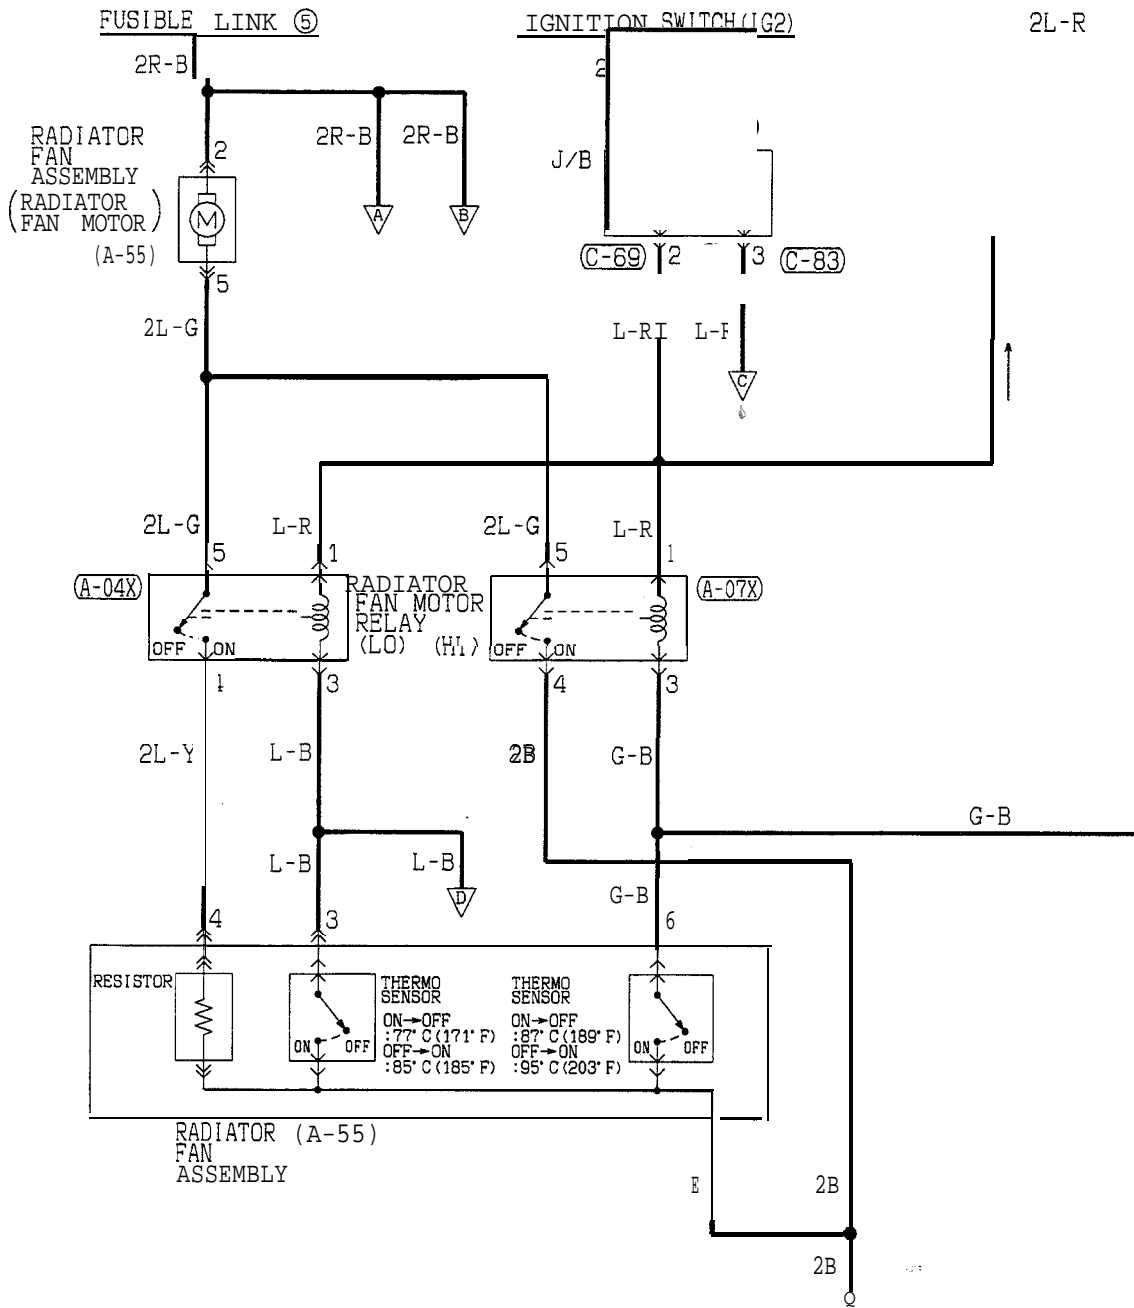 FUSIBLE LINK ⑤
IGNITION SWITCH(IG2)
2L-R
2R-B
2
2R-B
2R-B
RADIATOR
FAN
ASSEMBLY
(RADIATOR
FAN MOTOR)
(A-55)
2
M
5
A
B
J/B
C-69
2
3
C-83
2L-G
L-R
L-R
C
2L-G
L-R
2L-G
L-R
5
1
5
1
A-04X
RADIATOR
FAN MOTOR
RELAY
(LO)
(HI)
A-07X
OFF
ON
OFF
ON
3
4
3
2L-Y
L-B
2B
G-B
G-B
L-B
L-B
G-B
D
4
3
6
RESISTOR
THERMO
SENSOR
ON→OFF
:77°C(171°F)
OFF→ON
:85°C(185°F)
THERMO
SENSOR
ON→OFF
:87°C(189°F)
OFF→ON
:95°C(203°F)
ON
OFF
ON
OFF
RADIATOR (A-55)
FAN
ASSEMBLY
2B
2B